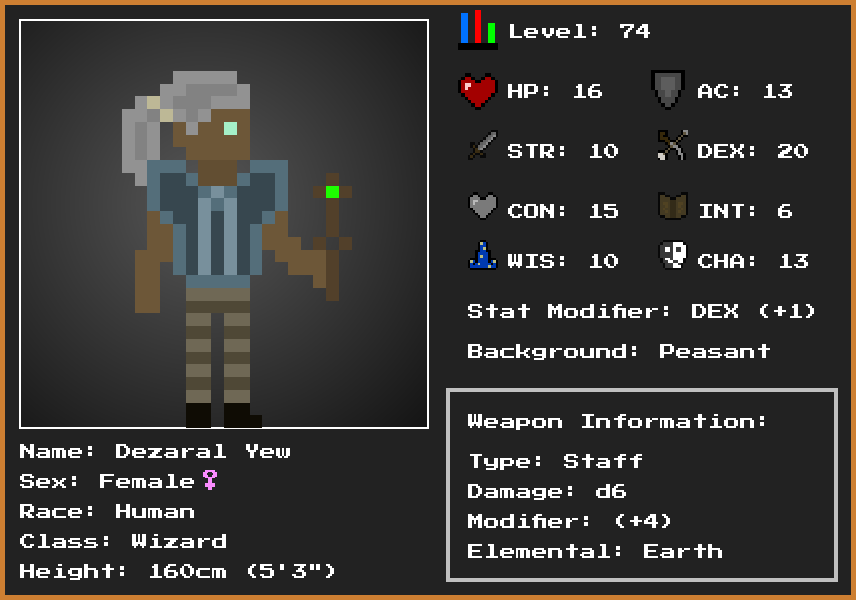 Level: 74
HP: 16 AC: 13
STR: 10 DEX: 20
CON: 15 INT: 6
WIS: 10 CHA: 13
Stat Modifier: DEX (+1)
Background: Peasant
Weapon Information:
Type: Staff
Damage: d6
Modifier: (+4)
Elemental: Earth
Name: Dezaral Yew
Sex: Female♀
Race: Human
Class: Wizard
Height: 160cm (5'3")